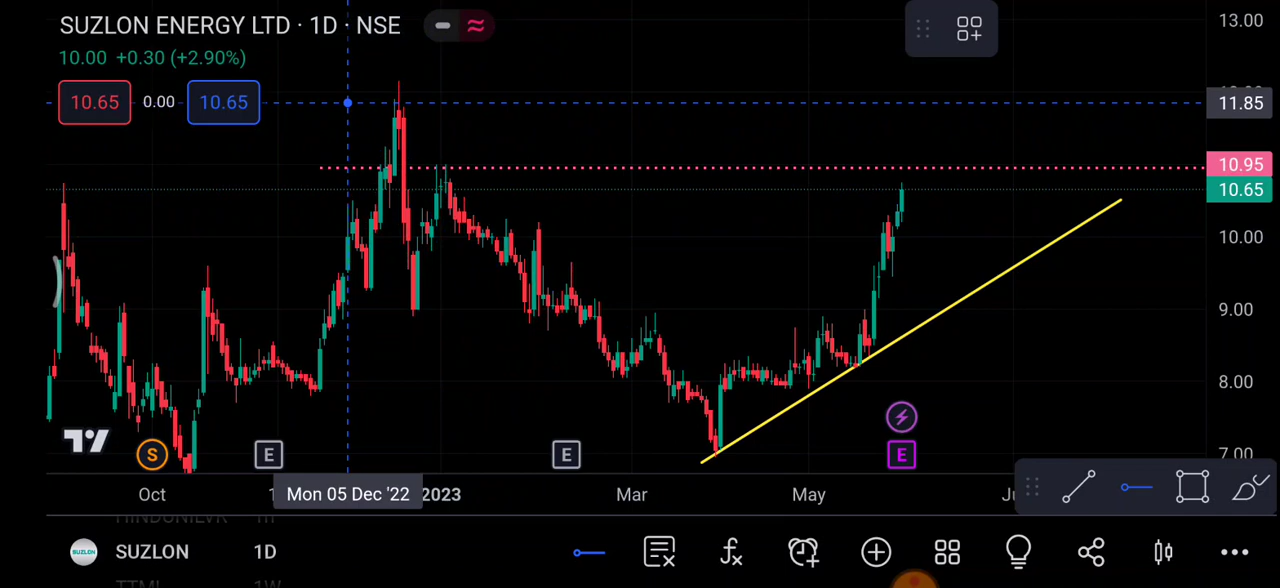 SUZLON ENERGY LTD · 1D · NSE
10.00 +0.30 (+2.90%)
10.65 0.00 10.65
13.00
11.85
10.95
10.65
10.00
9.00
8.00
7.00
S E E E
Oct Mon 05 Dec '22 2023 Mar May
SUZLON 1D